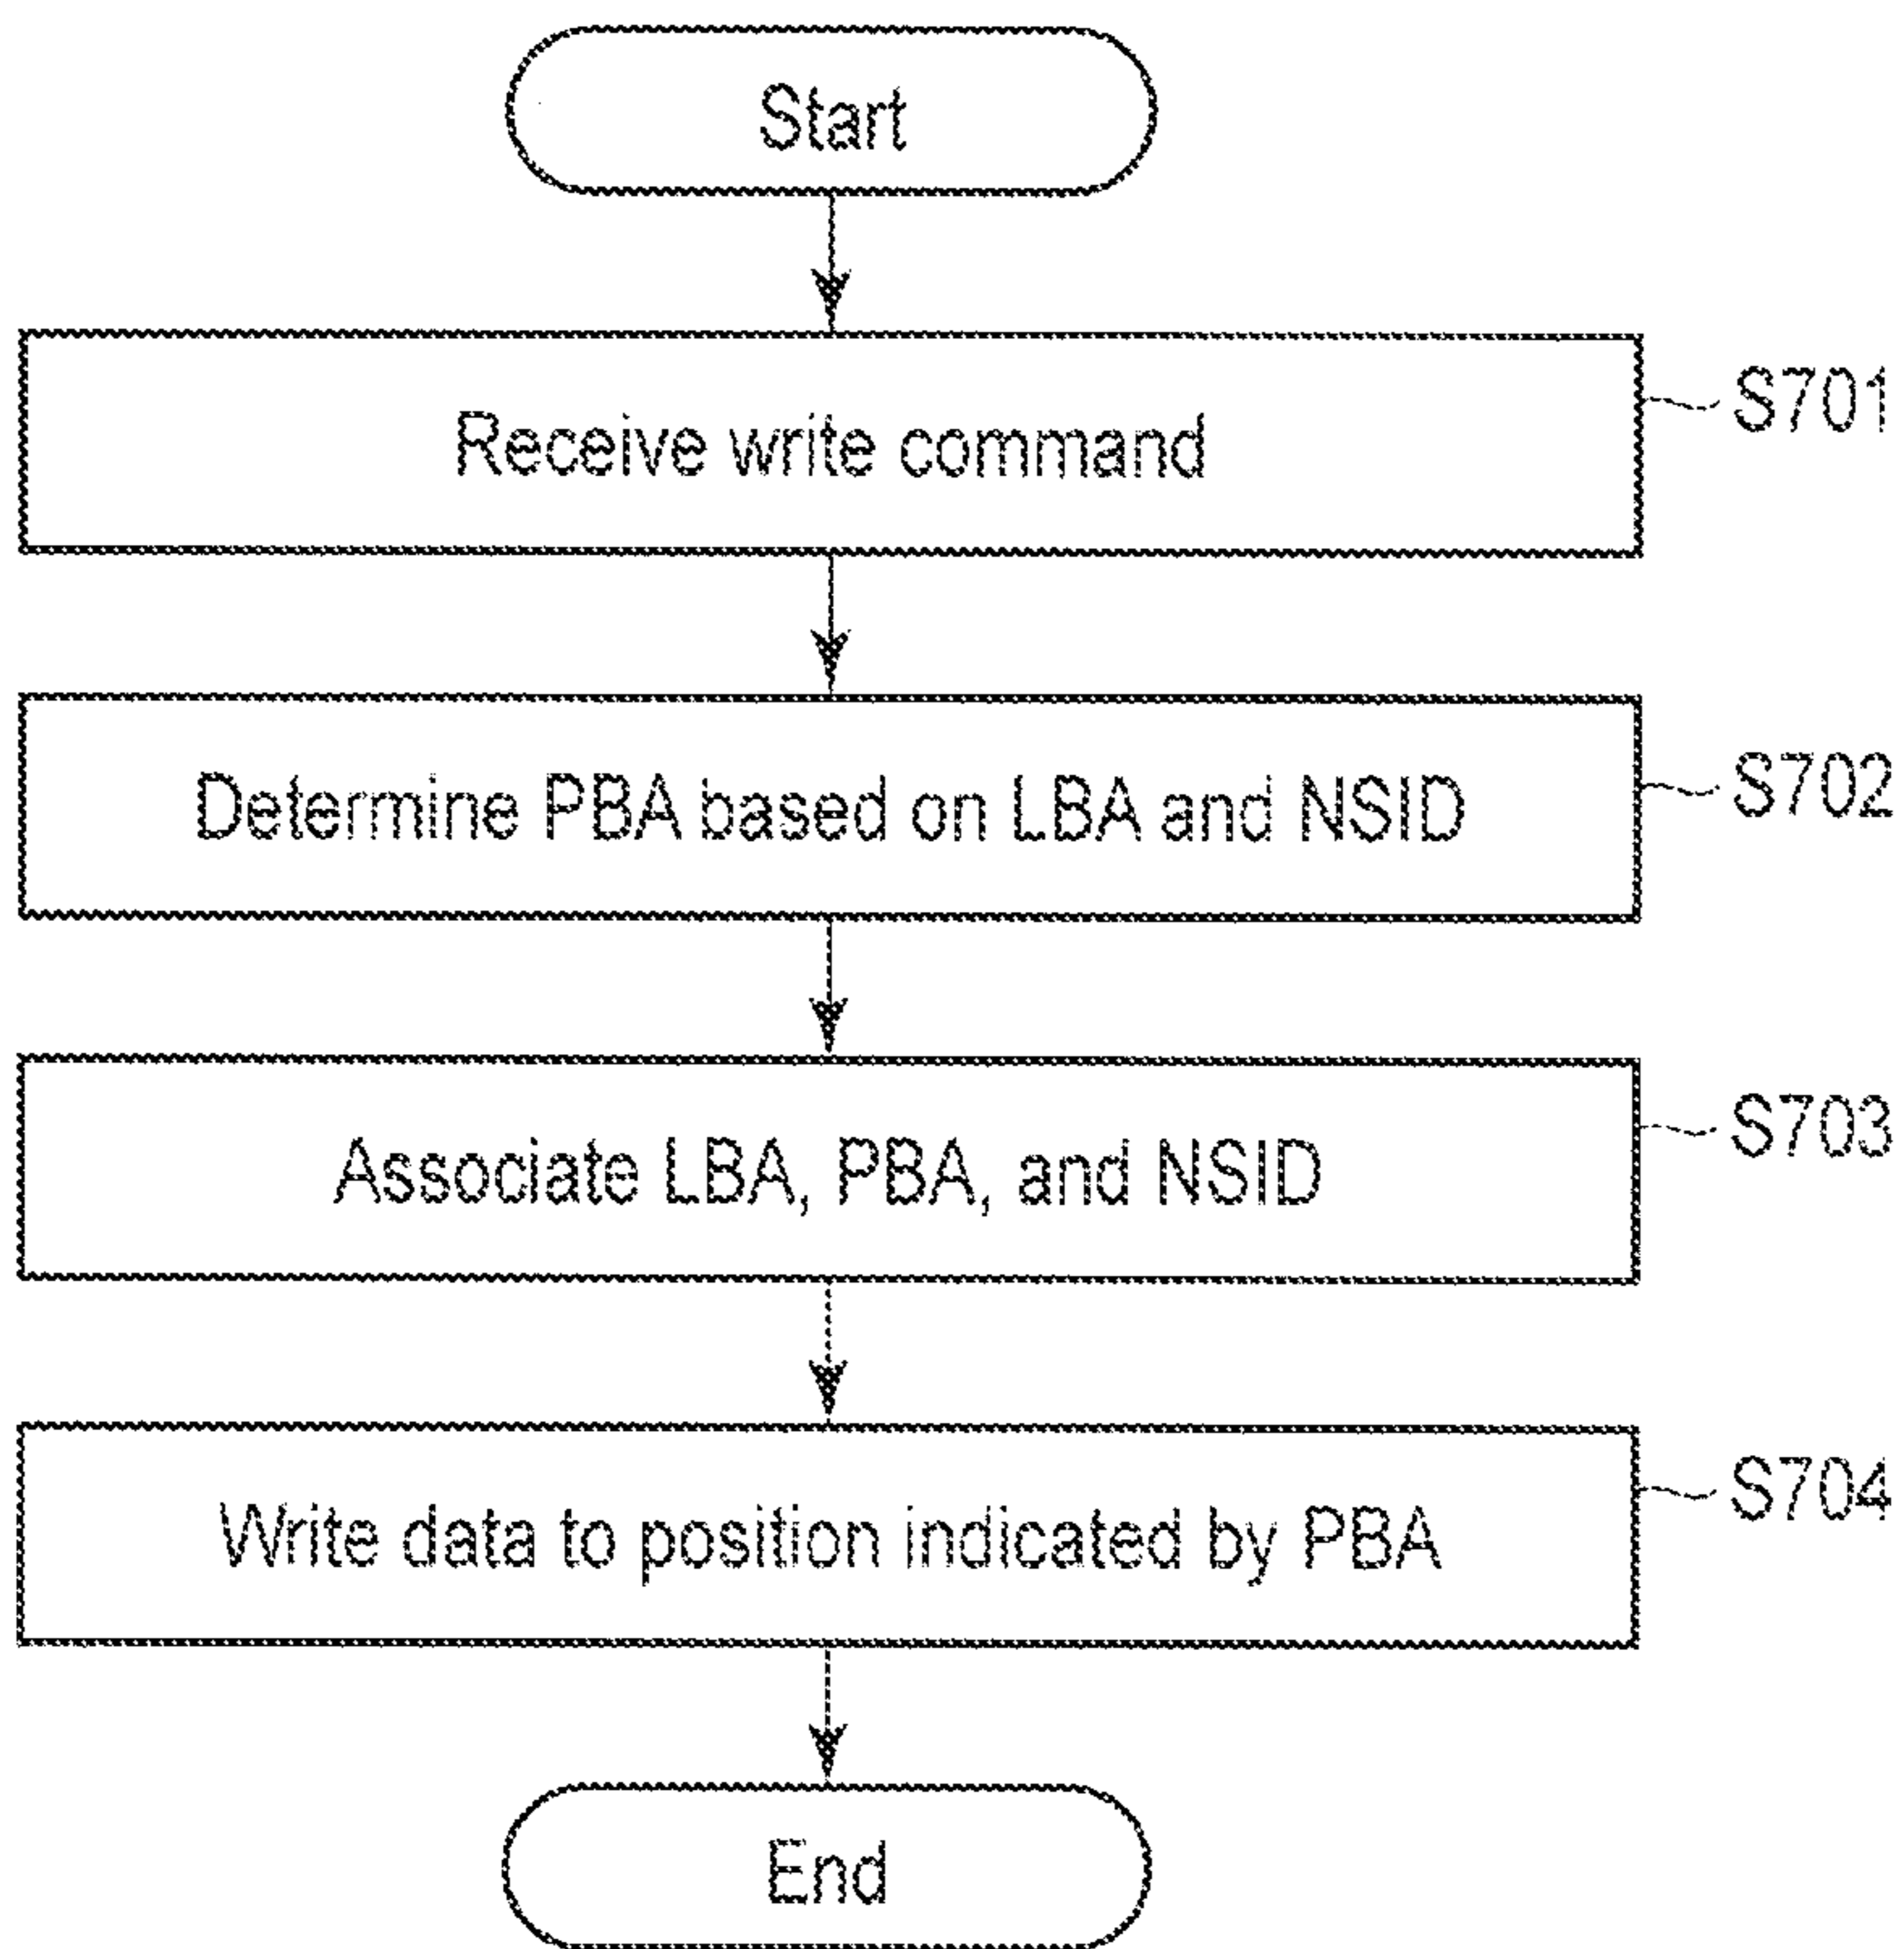 Start
Receive write command
S701
Determine PBA based on LBA and NSID
S702
Associate LBA, PBA, and NSID
S703
Write data to position indicated by PBA
S704
End